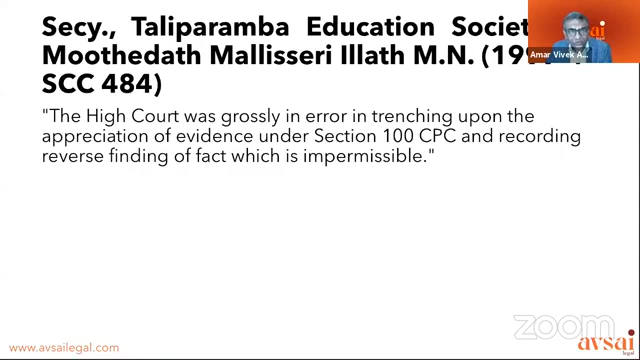 Secy., Taliparamba Education Societ
Moothedath Mallisseri Illath M.N. (19
SCC 484)
"The High Court was grossly in error in trenching upon the
appreciation of evidence under Section 100 CPC and recording
reverse finding of fact which is impermissible."
Amar Vivek A...
ai
zoom
www.avsailegal.com
avsai
legal